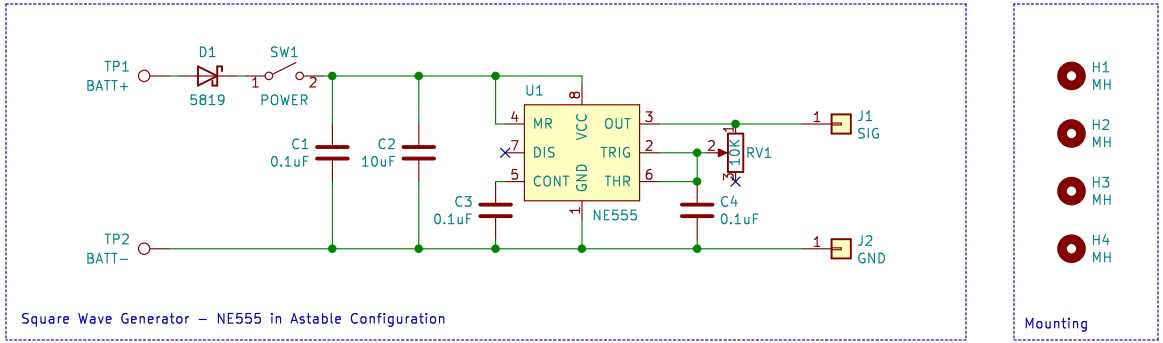 D1
5819
SW1
1
2
POWER
TP1
BATT+
C1
0.1uF
C2
10uF
U1
8
4
MR
VCC
OUT
3
7
DIS
TRIG
2
5
CONT
GND
THR
6
1
NE555
C3
0.1uF
1
2
10K
3
RV1
C4
0.1uF
1
J1
SIG
TP2
BATT−
1
J2
GND
Square Wave Generator − NE555 in Astable Configuration
H1
MH
H2
MH
H3
MH
H4
MH
Mounting